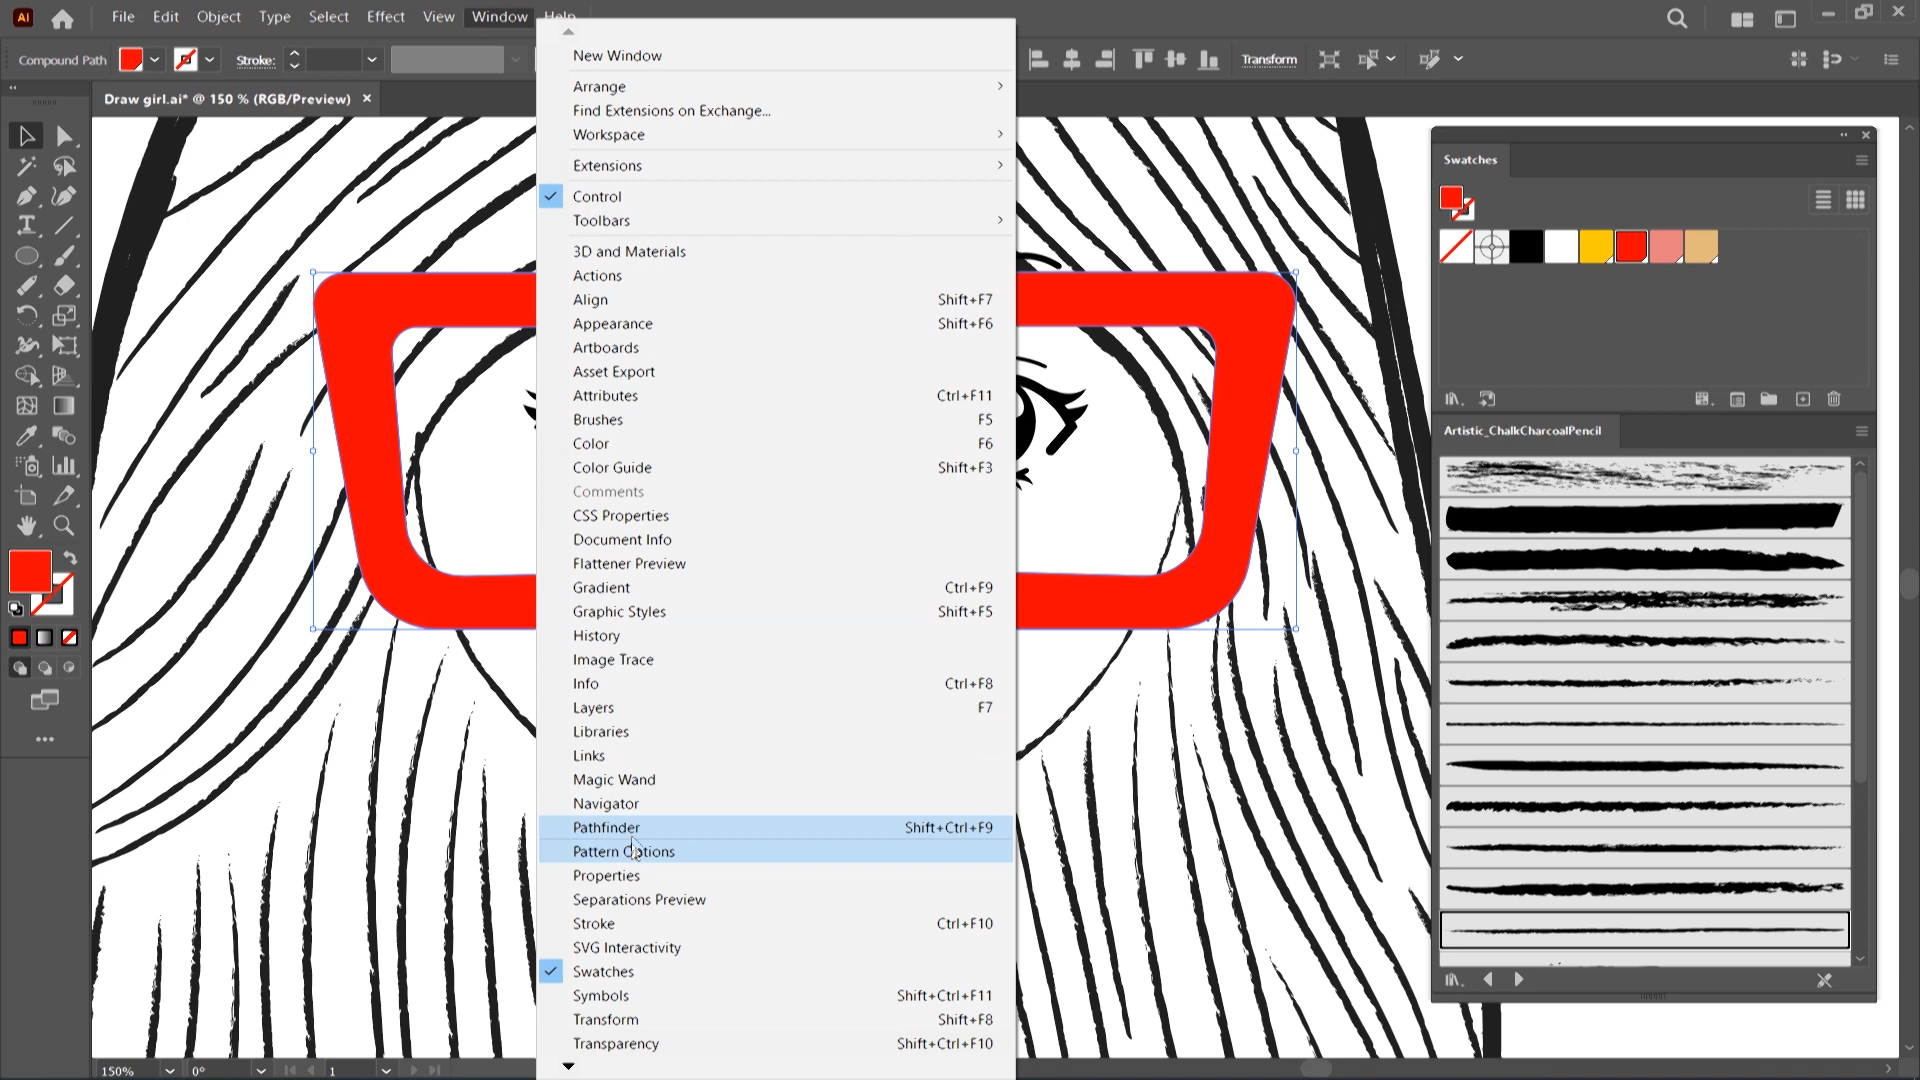 Ai File Edit Object Type Select Effect View Window Help
Compound Path Stroke: Transform
Draw girl.ai* @ 150 % (RGB/Preview) ×
New Window
Arrange
Find Extensions on Exchange...
Workspace
Extensions
Control
Toolbars
3D and Materials
Actions
Align Shift+F7
Appearance Shift+F6
Artboards
Asset Export
Attributes Ctrl+F11
Brushes F5
Color F6
Color Guide Shift+F3
Comments
CSS Properties
Document Info
Flattener Preview
Gradient Ctrl+F9
Graphic Styles Shift+F5
History
Image Trace
Info Ctrl+F8
Layers F7
Libraries
Links
Magic Wand
Navigator
Pathfinder Shift+Ctrl+F9
Pattern Options
Properties
Separations Preview
Stroke Ctrl+F10
SVG Interactivity
Swatches
Symbols Shift+Ctrl+F11
Transform Shift+F8
Transparency Shift+Ctrl+F10
Swatches
Artistic_ChalkCharcoalPencil
150% 0° 1